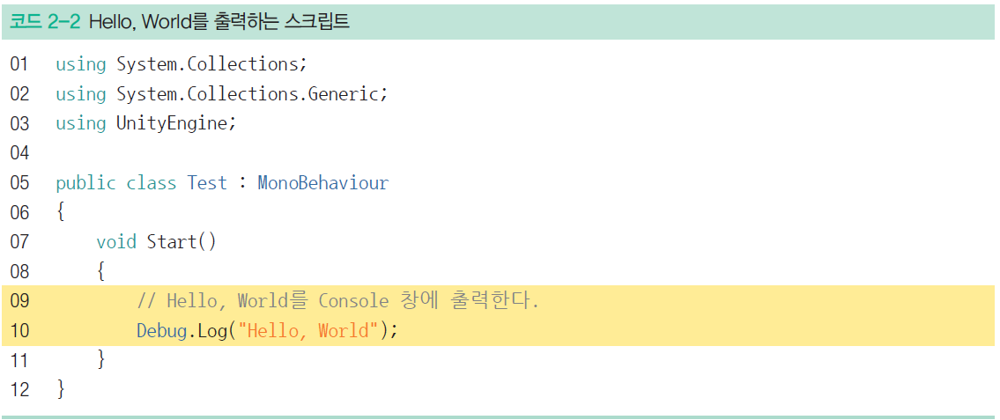 코드 2-2 Hello, World를 출력하는 스크립트
01 using System.Collections;
02 using System.Collections.Generic;
03 using UnityEngine;
04
05 public class Test : MonoBehaviour
06 {
07     void Start()
08     {
09         // Hello, World를 Console 창에 출력한다.
10         Debug.Log("Hello, World");
11     }
12 }